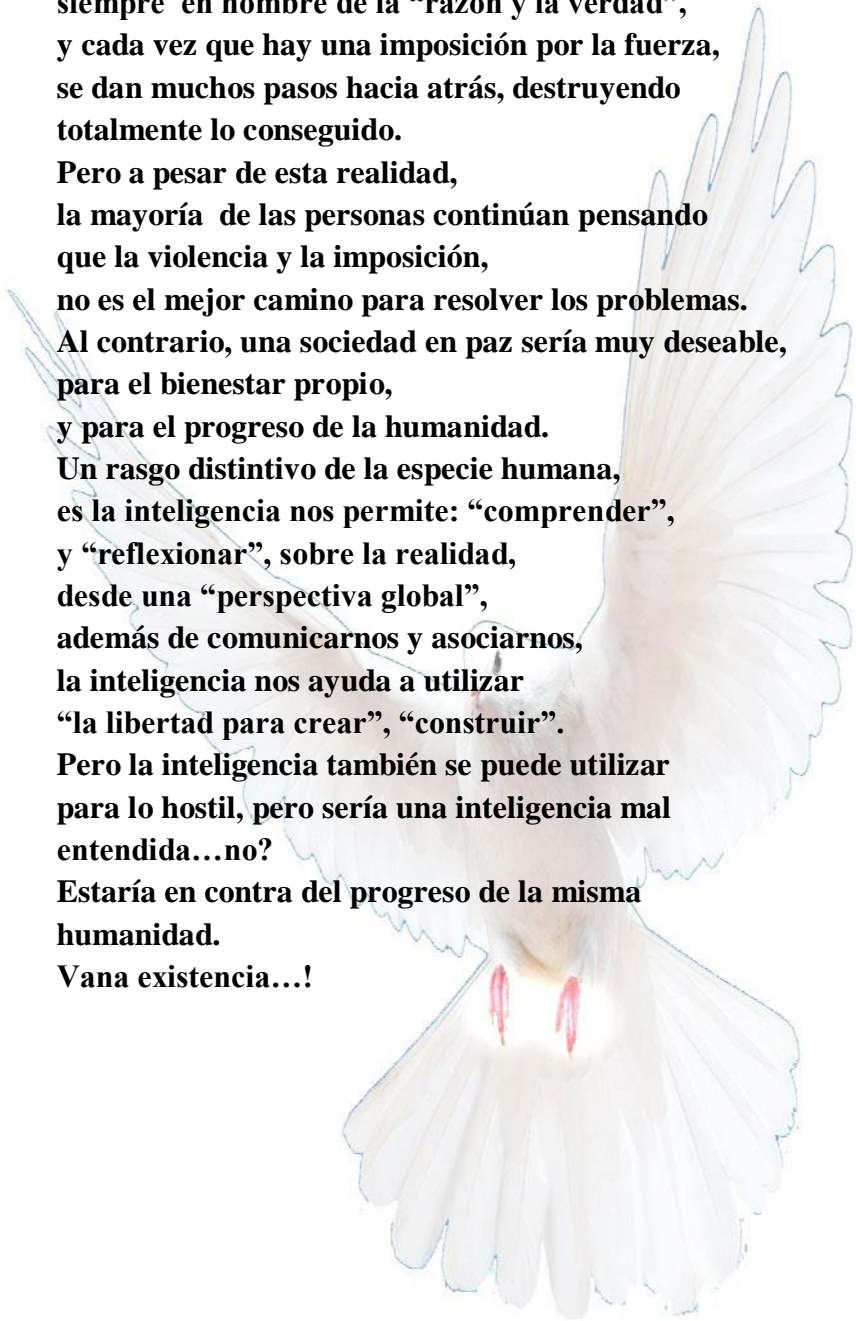 siempre en nombre de la “razón y la verdad”,
y cada vez que hay una imposición por la fuerza,
se dan muchos pasos hacia atrás, destruyendo
totalmente lo conseguido.
Pero a pesar de esta realidad,
la mayoría de las personas continúan pensando
que la violencia y la imposición,
no es el mejor camino para resolver los problemas.
Al contrario, una sociedad en paz sería muy deseable,
para el bienestar propio,
y para el progreso de la humanidad.
Un rasgo distintivo de la especie humana,
es la inteligencia nos permite: “comprender”,
y “reflexionar”, sobre la realidad,
desde una “perspectiva global”,
además de comunicarnos y asociarnos,
la inteligencia nos ayuda a utilizar
“la libertad para crear”, “construir”.
Pero la inteligencia también se puede utilizar
para lo hostil, pero sería una inteligencia mal
entendida…no?
Estaría en contra del progreso de la misma
humanidad.
Vana existencia…!